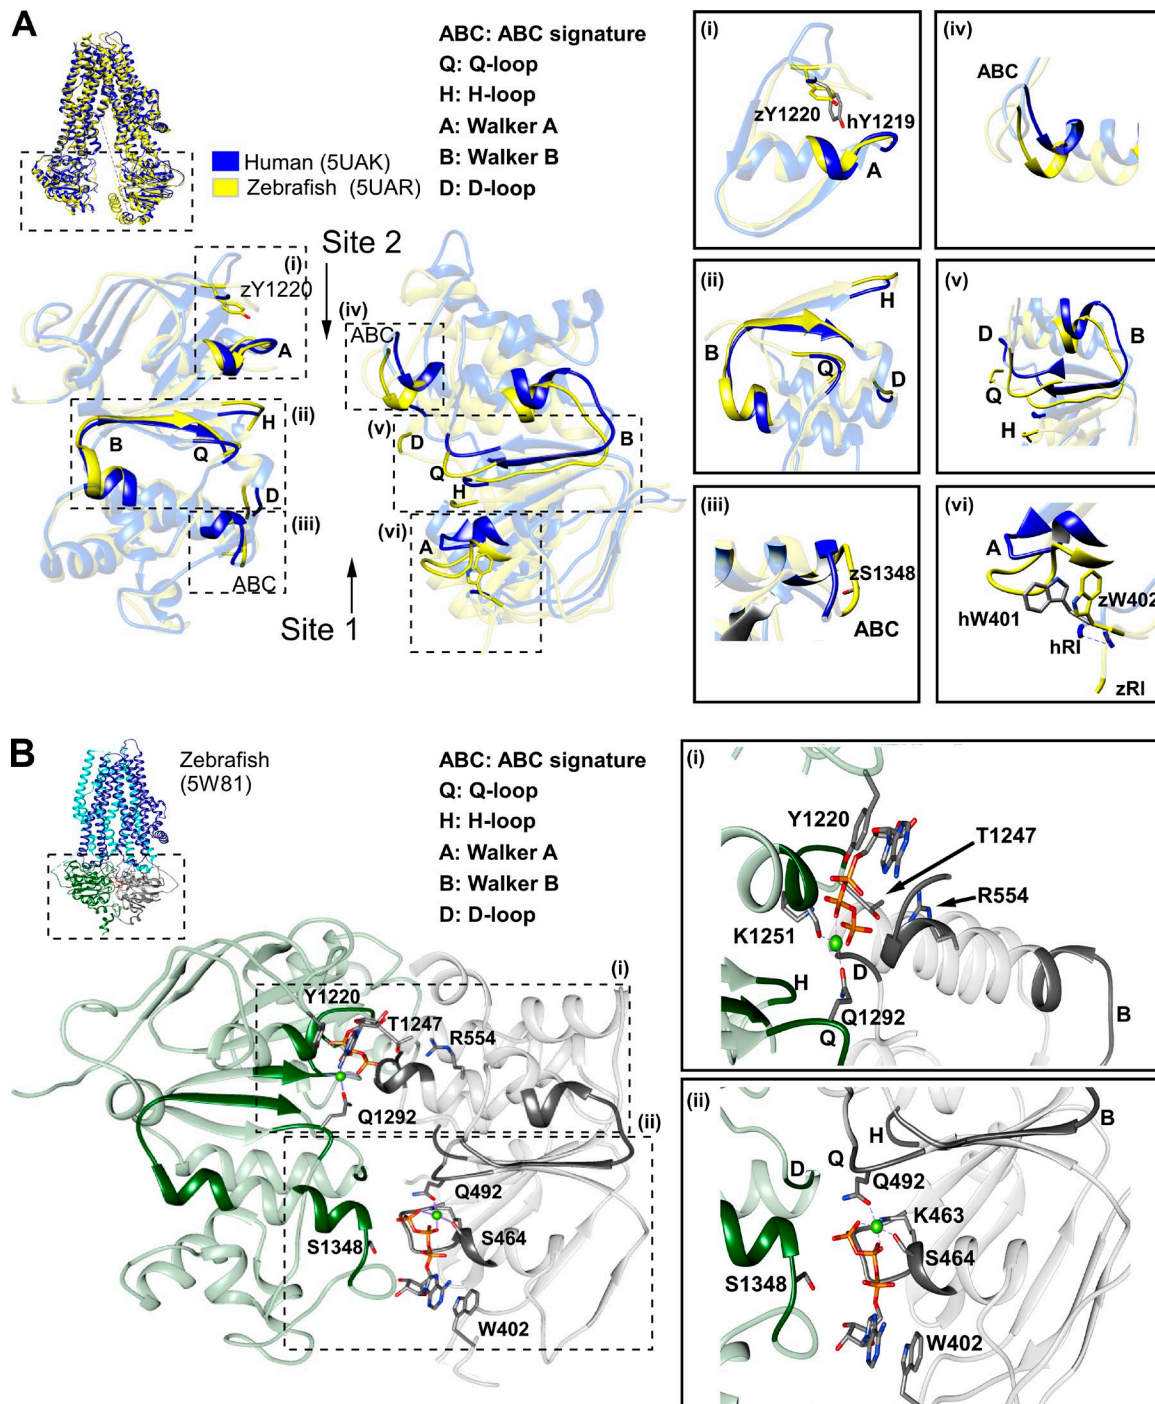 A
ABC: ABC signature
Q: Q-loop
H: H-loop
A: Walker A
B: Walker B
D: D-loop
Human (5UAK)
Zebrafish (5UAR)
Site 2
Site 1
(i)
zY1220
A
(ii)
B
H
Q
D
(iii)
ABC
(iv)
ABC
(v)
D
B
Q
H
(vi)
A
(i)
zY1220
hY1219
A
(iv)
ABC
(ii)
H
B
Q
D
(v)
D
B
Q
H
(iii)
zS1348
ABC
(vi)
A
hW401
zW402
hRI
zRI
B
Zebrafish
(5W81)
ABC: ABC signature
Q: Q-loop
H: H-loop
A: Walker A
B: Walker B
D: D-loop
(i)
Y1220
T1247
R554
Q1292
(ii)
Q492
S464
S1348
W402
(i)
Y1220
T1247
R554
K1251
D
H
Q1292
Q
B
(ii)
H
B
D
Q
Q492
K463
S464
S1348
W402